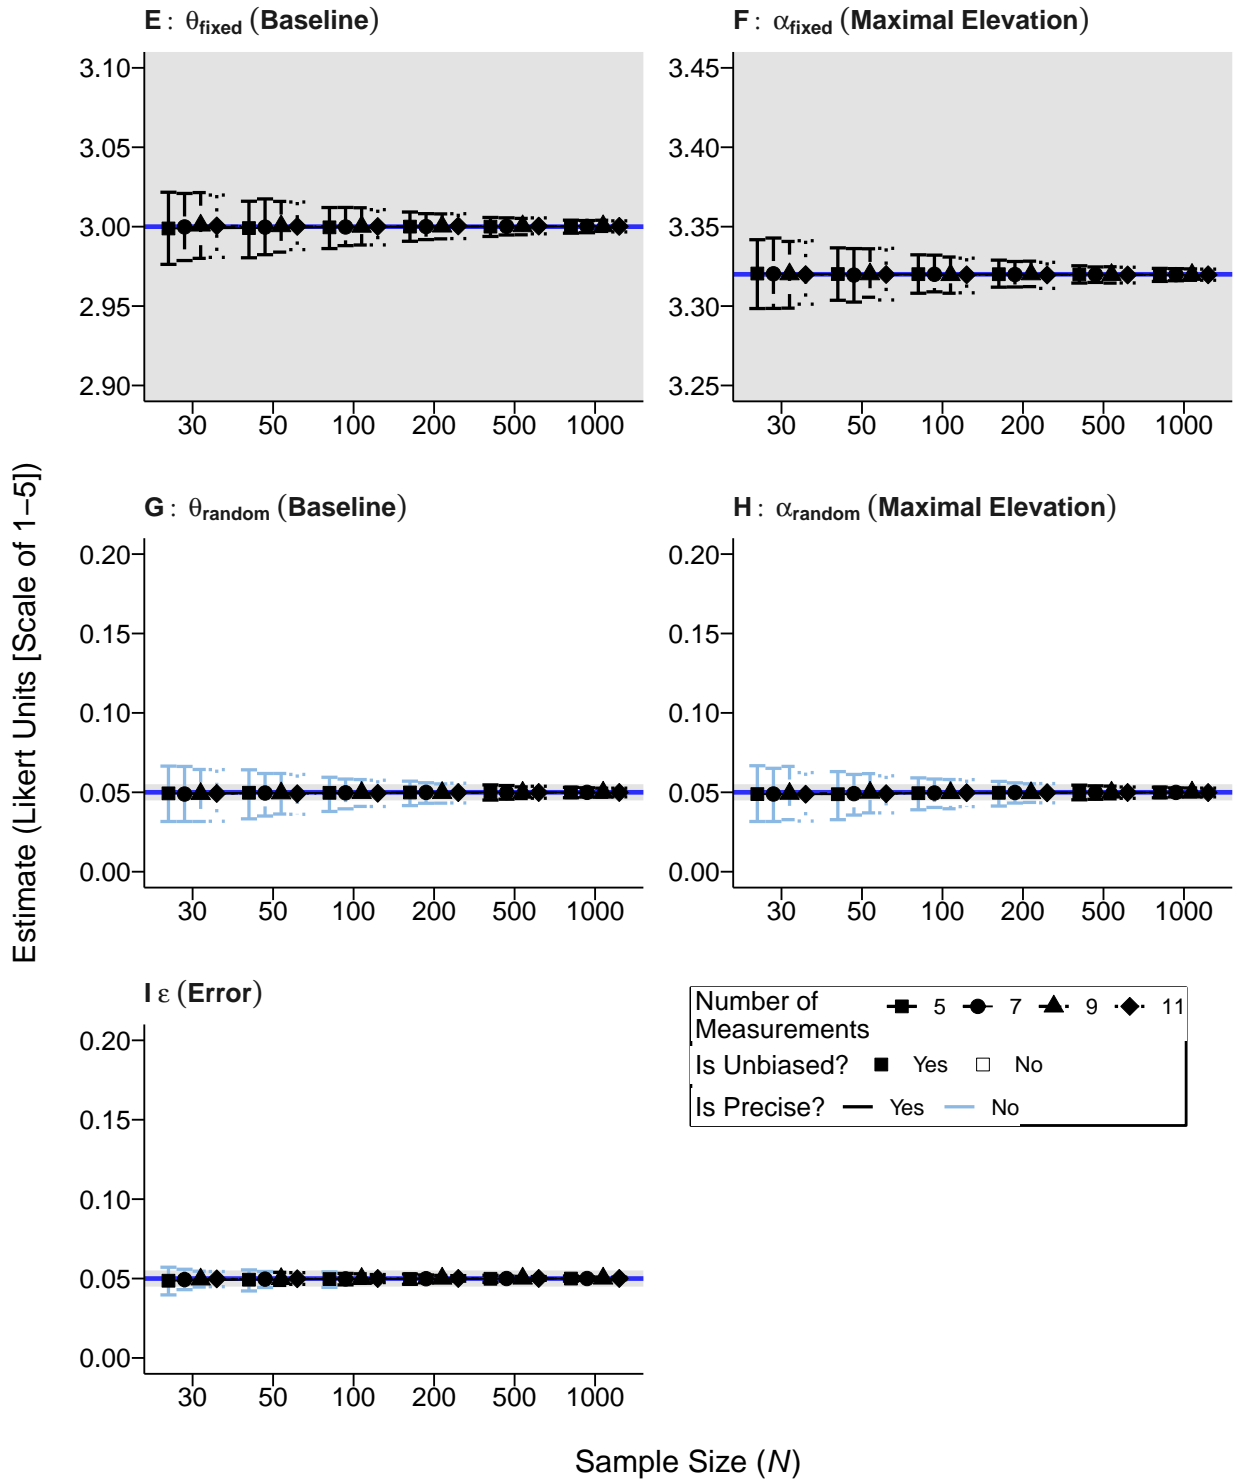 E : θfixed (Baseline)
3.10
3.05
3.00
2.95
2.90
30 50 100 200 500 1000
F : αfixed (Maximal Elevation)
3.45
3.40
3.35
3.30
3.25
30 50 100 200 500 1000
Estimate (Likert Units [Scale of 1−5])
G : θrandom (Baseline)
0.20
0.15
0.10
0.05
0.00
30 50 100 200 500 1000
H : αrandom (Maximal Elevation)
0.20
0.15
0.10
0.05
0.00
30 50 100 200 500 1000
I ε (Error)
0.20
0.15
0.10
0.05
0.00
30 50 100 200 500 1000
Number of
Measurements 5 7 9 11
Is Unbiased? Yes No
Is Precise? Yes No
Sample Size (N)